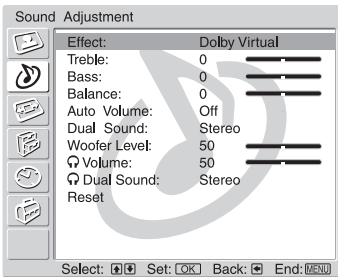 Sound Adjustment
Effect: Dolby Virtual
Treble: 0
Bass: 0
Balance: 0
Auto Volume: Off
Dual Sound: Stereo
Woofer Level: 50
Volume: 50
Dual Sound: Stereo
Reset
Select: Set: OK Back: End: MENU